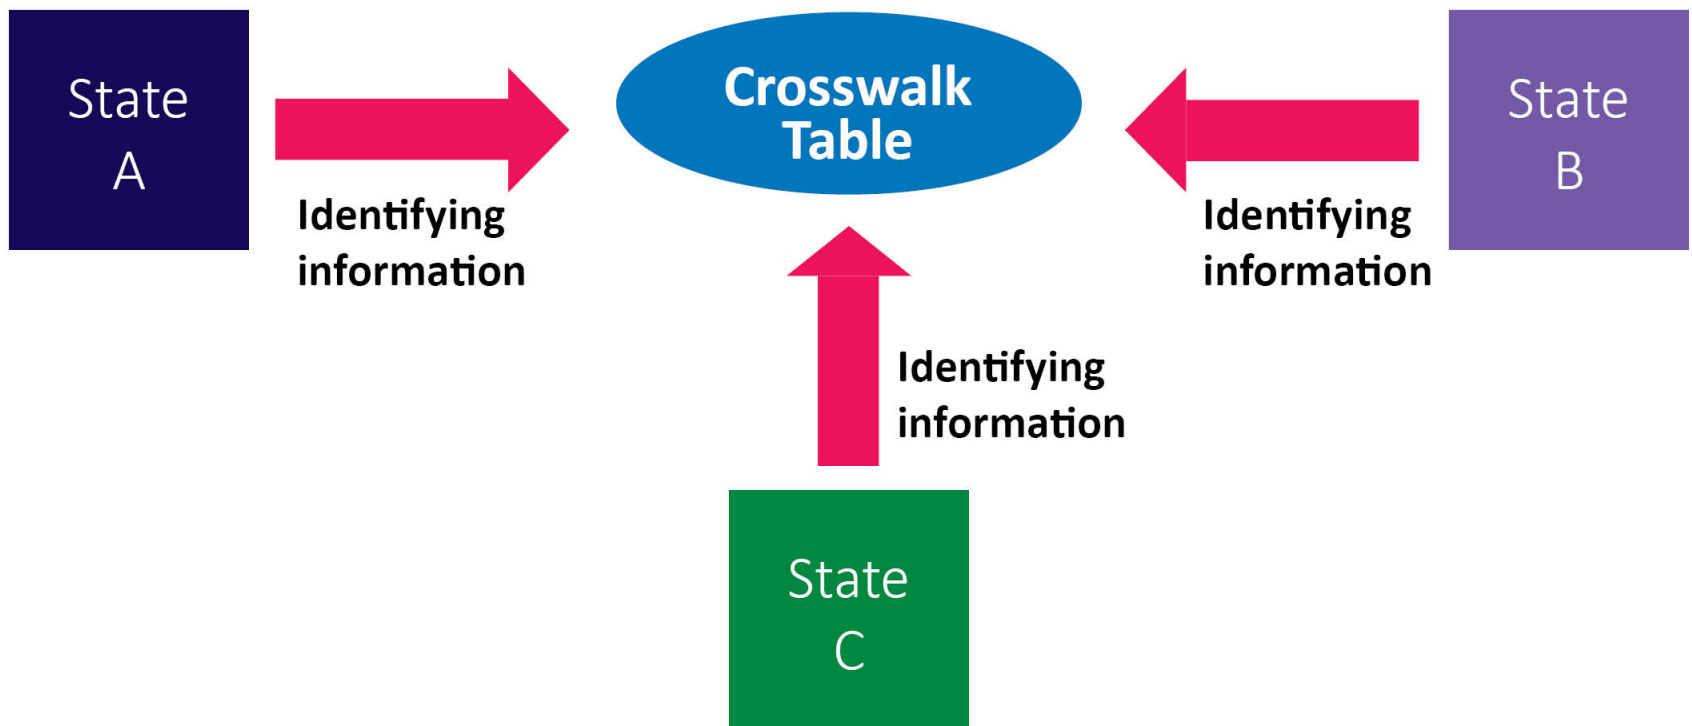 State
A
Identifying
information
Crosswalk
Table
State
B
Identifying
information
Identifying
information
State
C